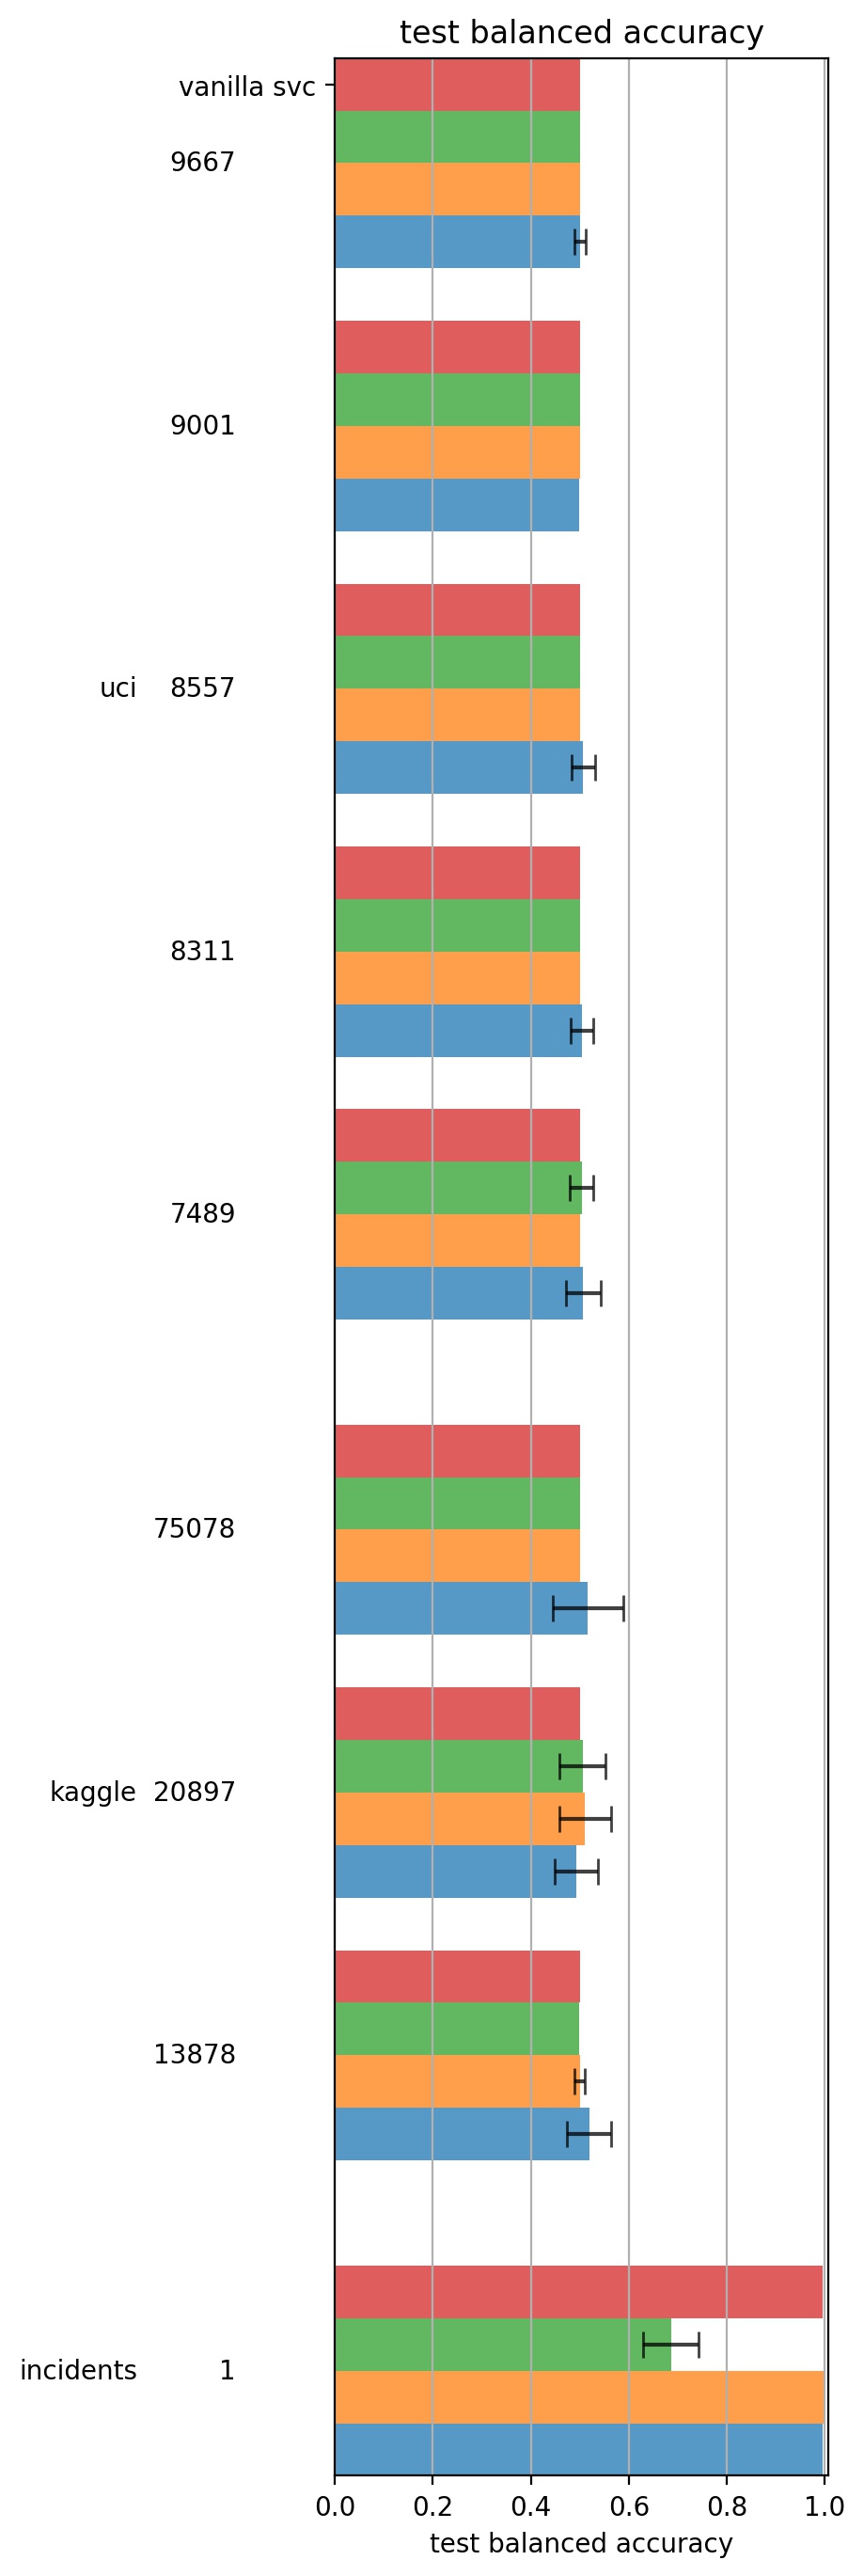 test balanced accuracy
vanilla svc
9667
9001
uci 8557
8311
7489
75078
kaggle 20897
13878
incidents 1
0.0 0.2 0.4 0.6 0.8 1.0
test balanced accuracy